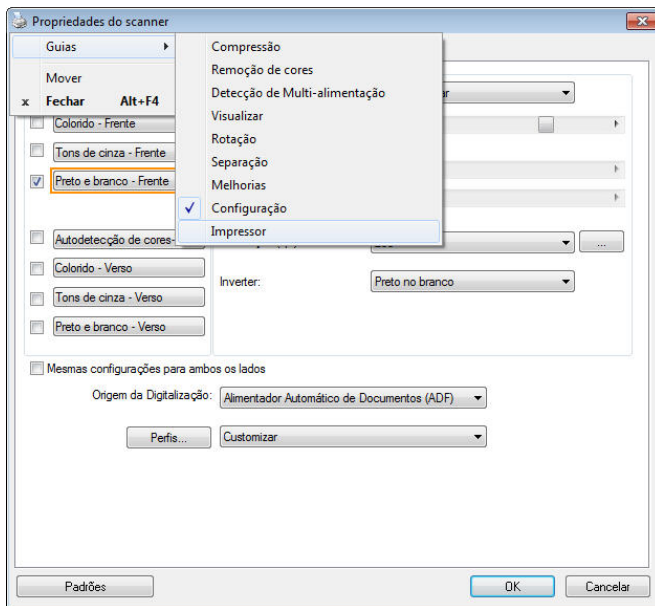 Propriedades do scanner
Guias
Compressão
Mover
Remoção de cores
x Fechar Alt+F4
Detecção de Multi-alimentação
Colorido - Frente
Visualizar
Tons de cinza - Frente
Rotação
Separação
Preto e branco - Frente
Melhorias
Configuração
Impressor
Autodetecção de cores-
...
Colorido - Verso
Inverter: Preto no branco
Tons de cinza - Verso
Preto e branco - Verso
Mesmas configurações para ambos os lados
Origem da Digitalização: Alimentador Automático de Documentos (ADF)
Perfis... Customizar
Padrões OK Cancelar